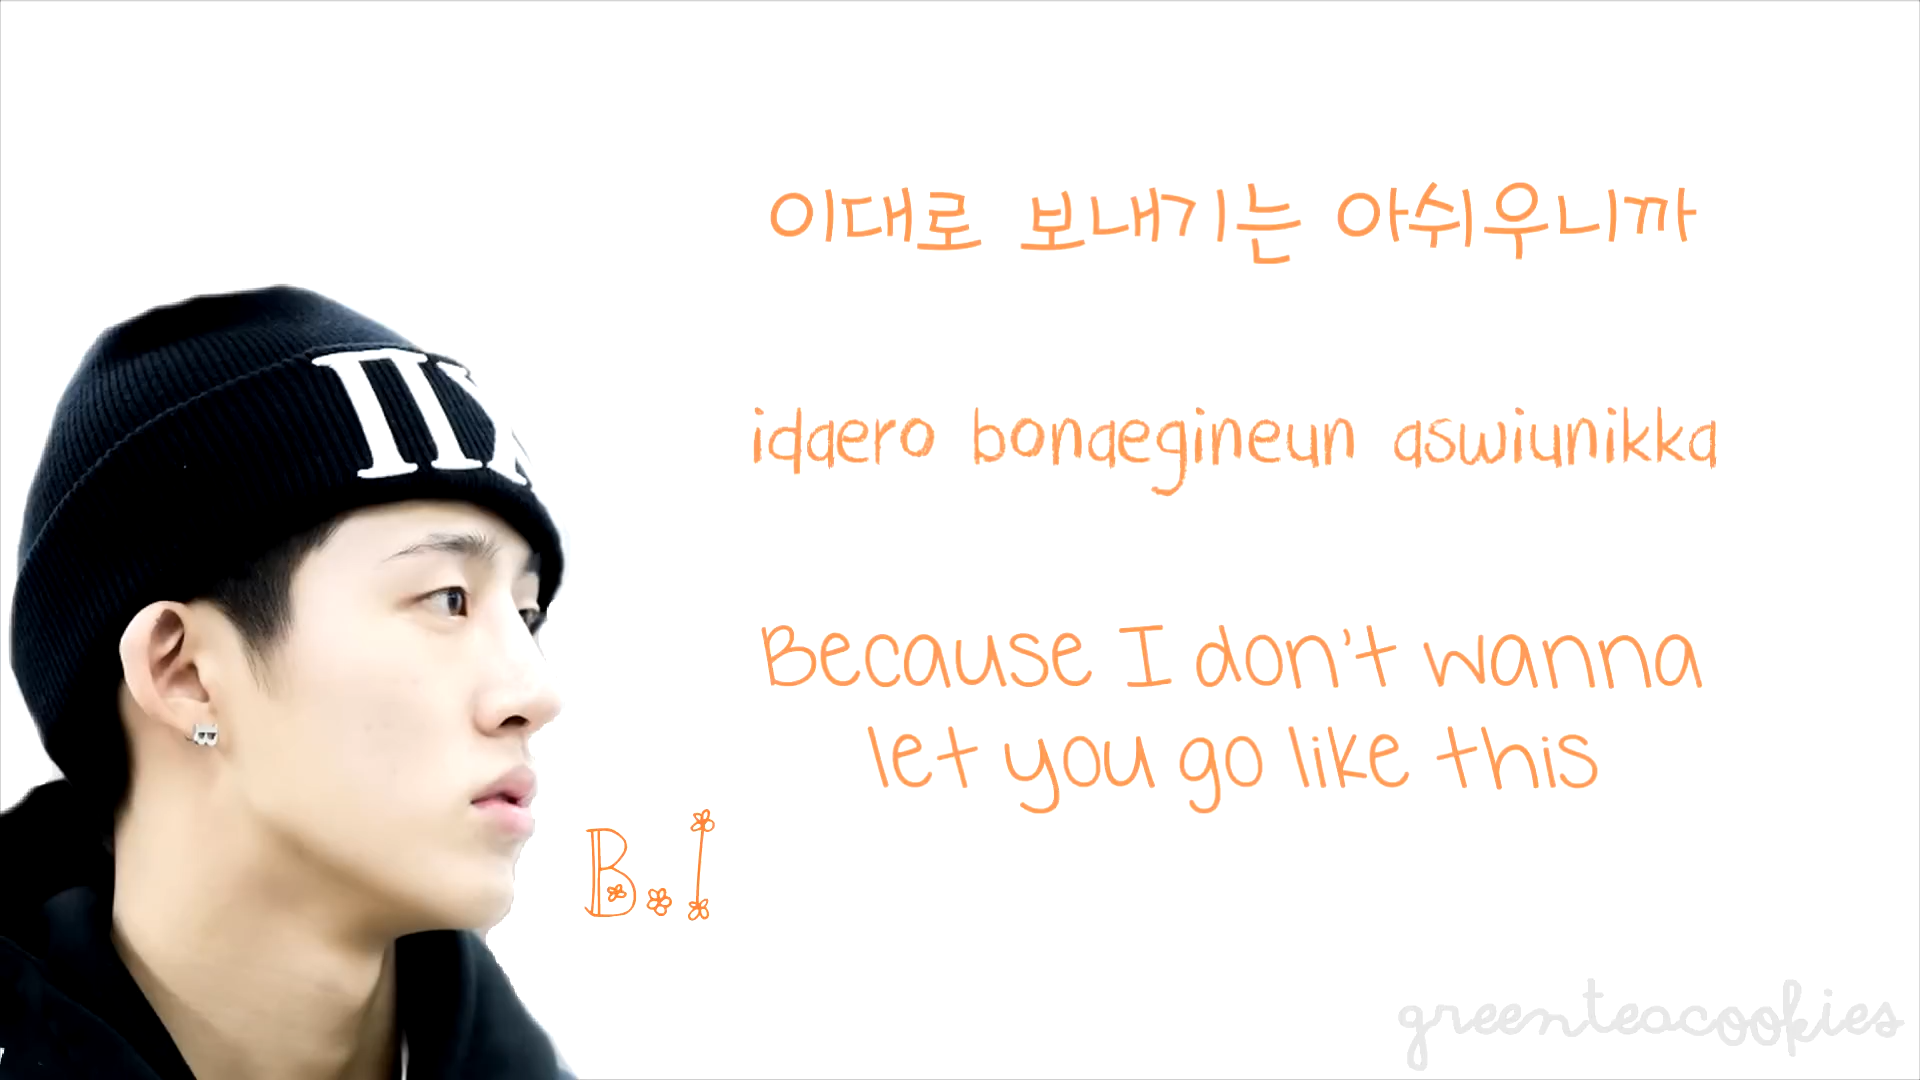 이대로 보내기는 아쉬우니까
idaero bonaegineun aswiunikka
Because I don't wanna
let you go like this
B.I
greenteacookies